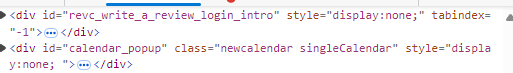 <div id="revc_write_a_review_login_intro" style="display:none;" tabindex=
"-1">…</div>
<div id="calendar_popup" class="newcalendar singleCalendar" style="displa
y:none; ">…</div>